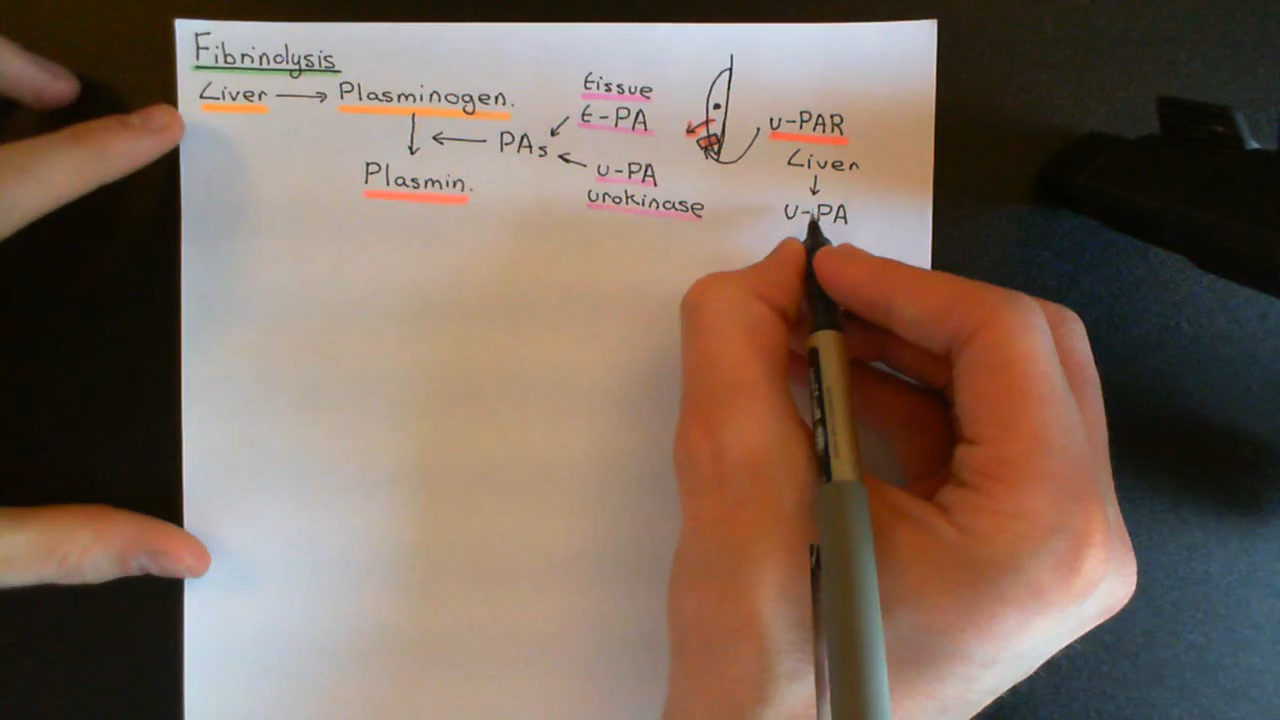 Fibrinolysis
Liver → Plasminogen.
← PAs
Plasmin.
tissue
t-PA
u-PA
urokinase
u-PAR
Liver
↓
u-PA